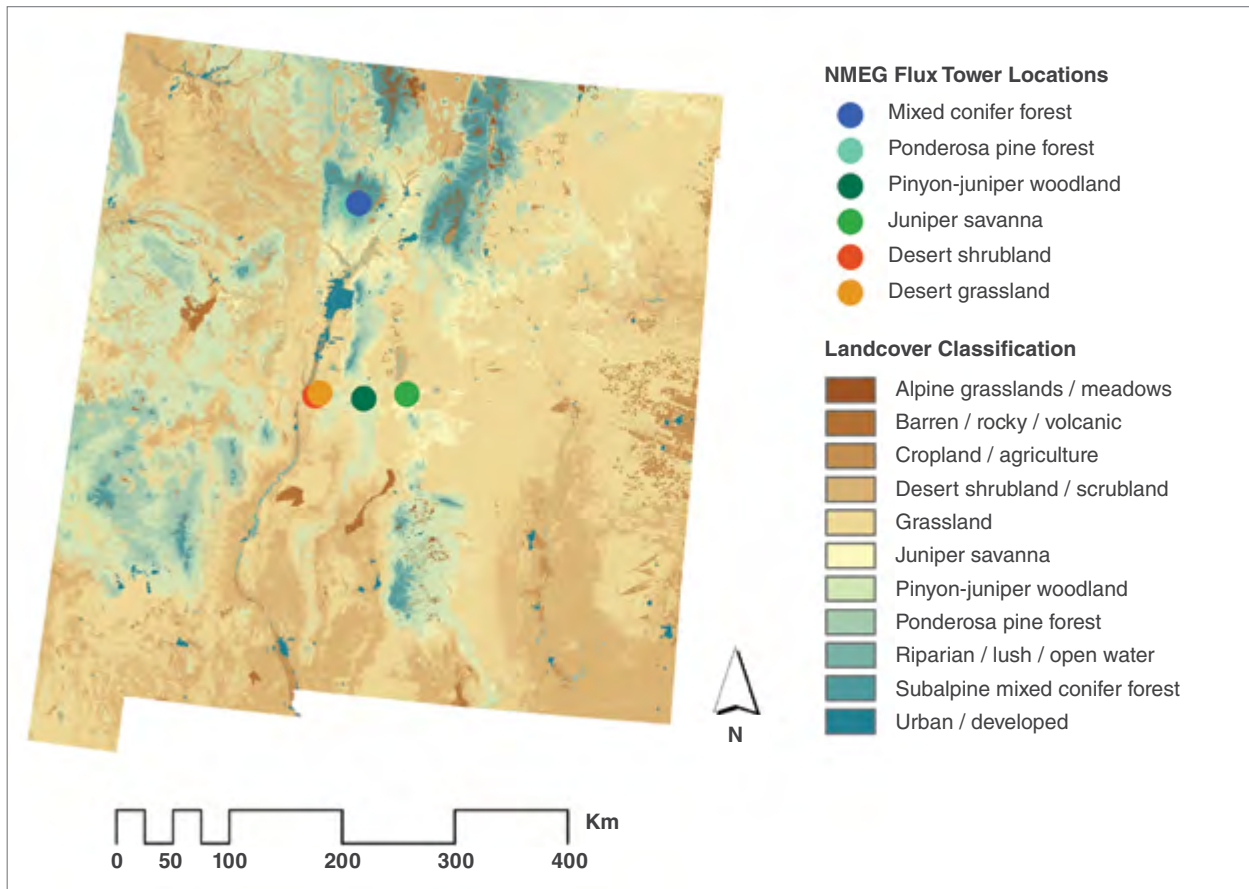 NMEG Flux Tower Locations
Mixed conifer forest
Ponderosa pine forest
Pinyon-juniper woodland
Juniper savanna
Desert shrubland
Desert grassland
Landcover Classification
Alpine grasslands / meadows
Barren / rocky / volcanic
Cropland / agriculture
Desert shrubland / scrubland
Grassland
Juniper savanna
Pinyon-juniper woodland
Ponderosa pine forest
Riparian / lush / open water
Subalpine mixed conifer forest
Urban / developed
N
Km
0 50 100 200 300 400